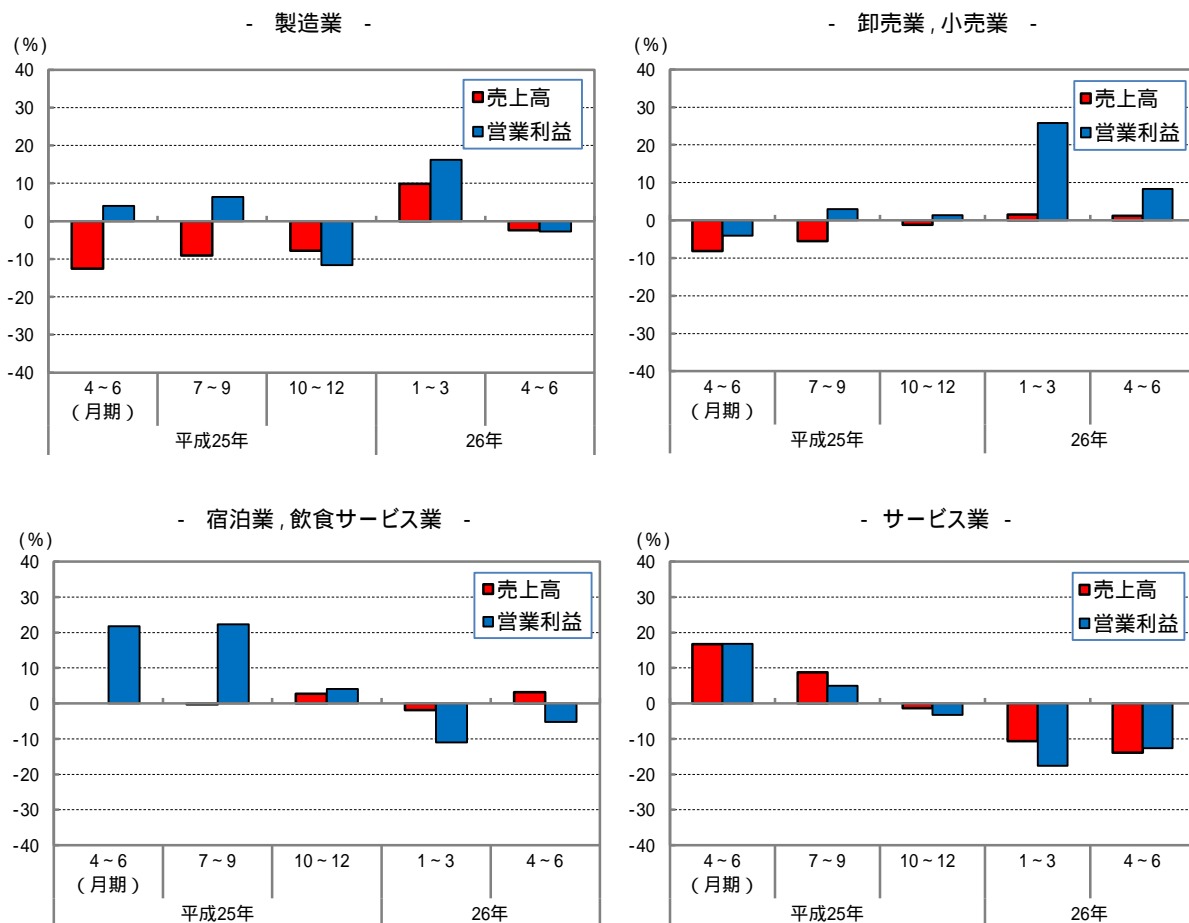 - 製造業 -
(%)
40
30
20
10
0
-10
-20
-30
-40
売上高
営業利益
4～6 7～9 10～12 1～3 4～6
（月期）
平成25年 26年
- 卸売業，小売業 -
(%)
40
30
20
10
0
-10
-20
-30
-40
売上高
営業利益
4～6 7～9 10～12 1～3 4～6
（月期）
平成25年 26年
- 宿泊業，飲食サービス業 -
(%)
40
30
20
10
0
-10
-20
-30
-40
売上高
営業利益
4～6 7～9 10～12 1～3 4～6
（月期）
平成25年 26年
- サービス業 -
(%)
40
30
20
10
0
-10
-20
-30
-40
売上高
営業利益
4～6 7～9 10～12 1～3 4～6
（月期）
平成25年 26年